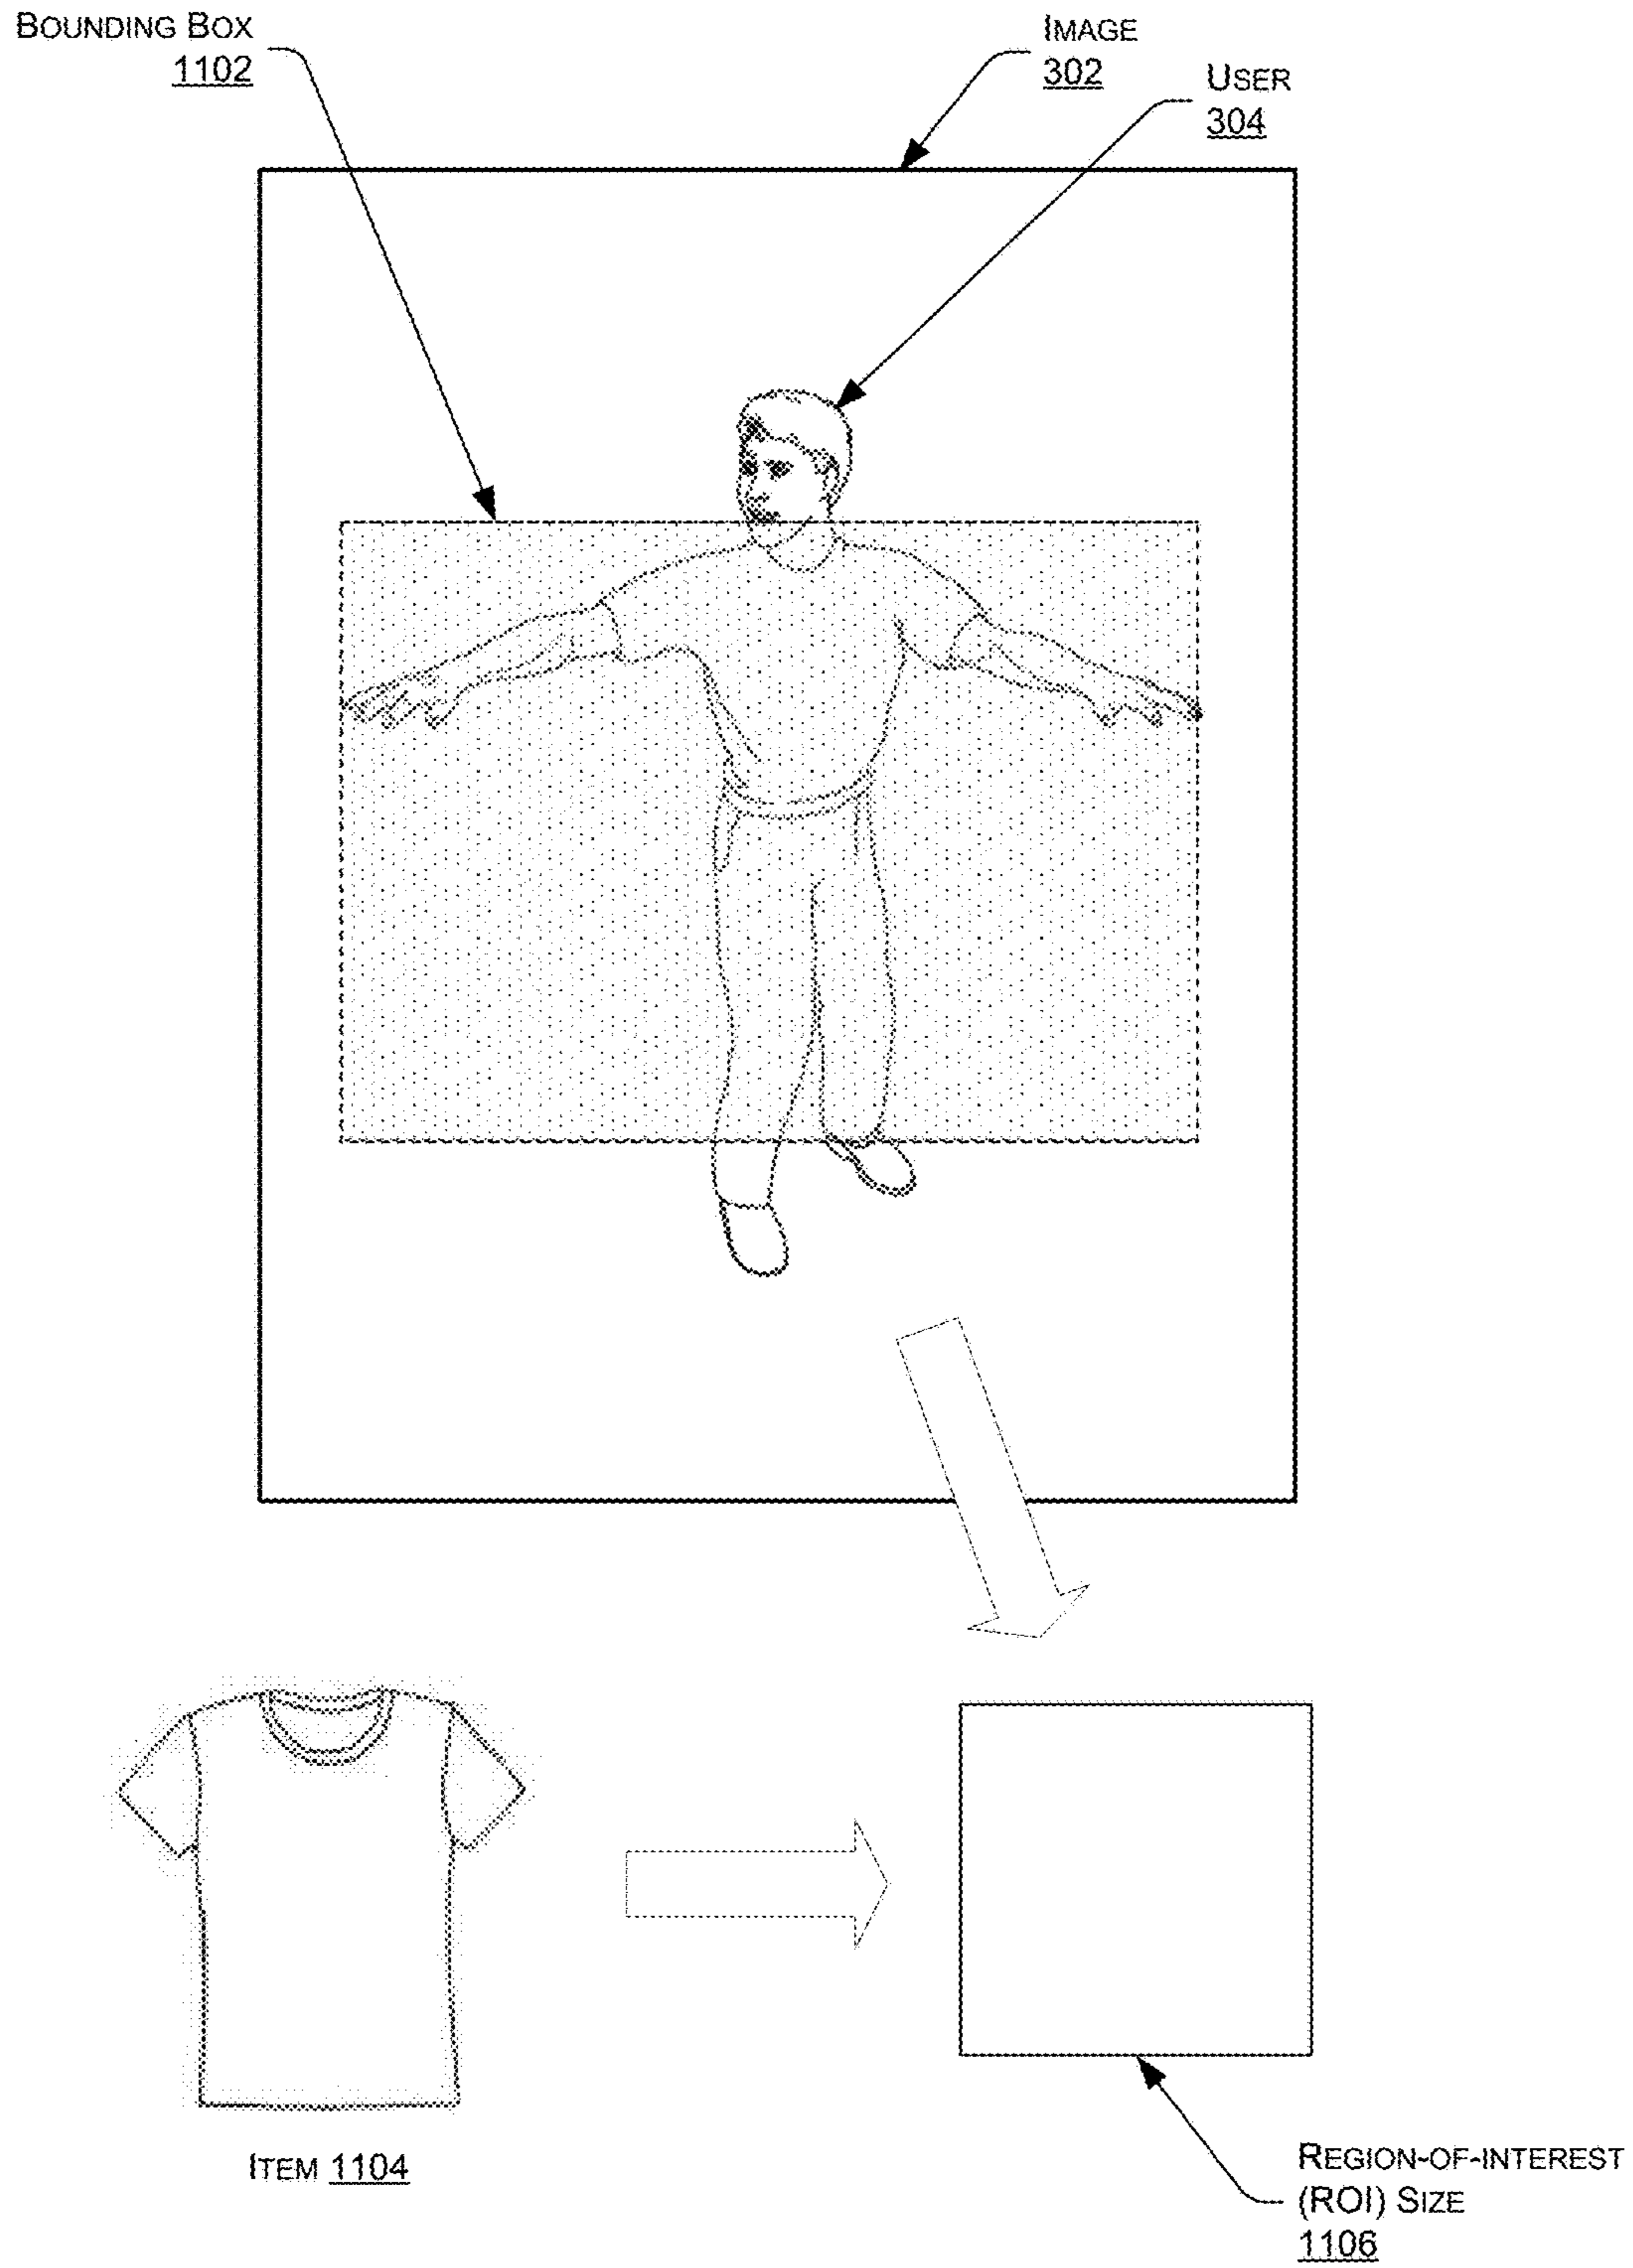 BOUNDING BOX
1102
IMAGE
302
USER
304
ITEM 1104
REGION-OF-INTEREST
(ROI) SIZE
1106